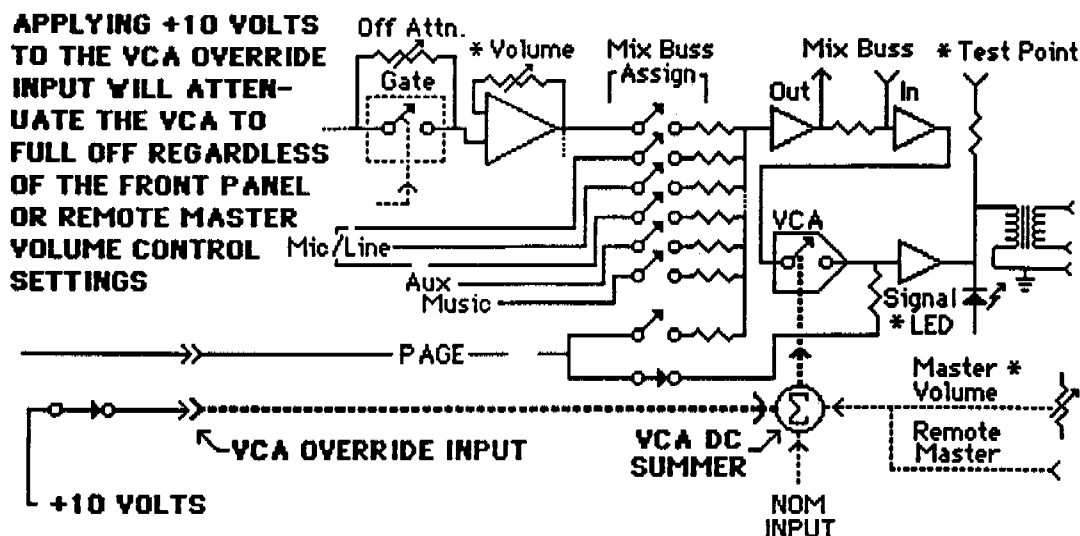 APPLYING +10 VOLTS
TO THE VCA OVERRIDE
INPUT WILL ATTEN-
UATE THE VCA TO
FULL OFF REGARDLESS
OF THE FRONT PANEL
OR REMOTE MASTER
VOLUME CONTROL
SETTINGS
Off Attn.
Gate
* Volume
Mix Buss
Assign
Mix Buss
Out
In
* Test Point
Mic/Line
Aux
Music
VCA
Signal
* LED
PAGE
Master *
Volume
Remote
Master
Σ
VCA OVERRIDE INPUT
VCA DC
SUMMER
+10 VOLTS
NOM
INPUT